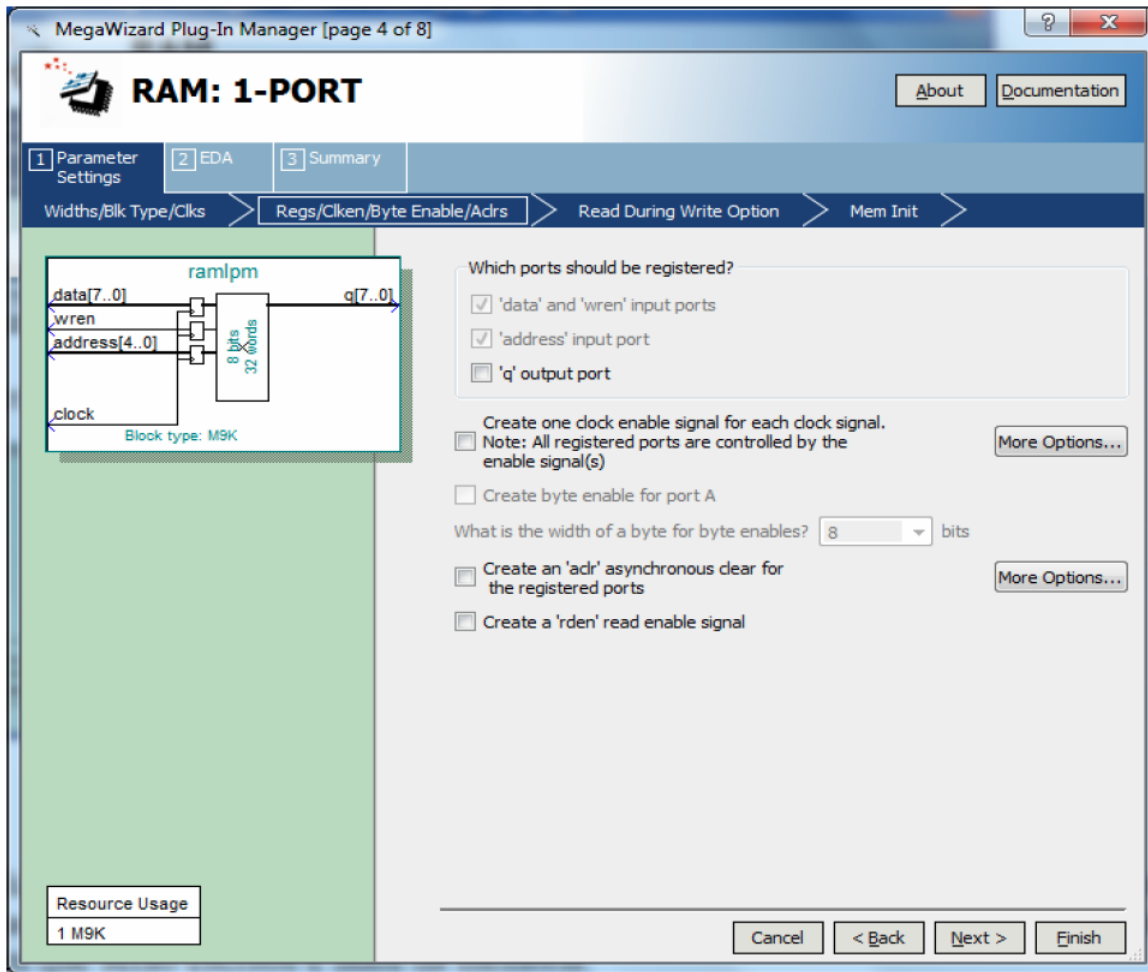 MegaWizard Plug-In Manager [page 4 of 8]
RAM: 1-PORT
About
Documentation
1 Parameter Settings
2 EDA
3 Summary
Widths/Blk Type/Clks
Regs/Clken/Byte Enable/Aclrs
Read During Write Option
Mem Init
ramlpm
data[7..0]
q[7..0]
wren
address[4..0]
8 bits
32 words
clock
Block type: M9K
Which ports should be registered?
'data' and 'wren' input ports
'address' input port
'q' output port
Create one clock enable signal for each clock signal.
Note: All registered ports are controlled by the
enable signal(s)
More Options...
Create byte enable for port A
What is the width of a byte for byte enables? 8 bits
Create an 'aclr' asynchronous clear for
the registered ports
More Options...
Create a 'rden' read enable signal
Resource Usage
1 M9K
Cancel
< Back
Next >
Finish